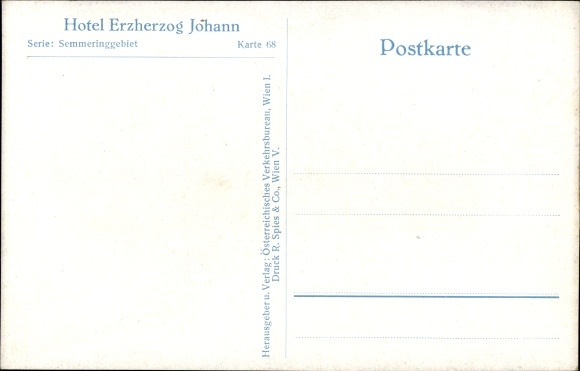 Hotel Erzherzog Johann
Serie: Semmeringgebiet Karte 68
Postkarte
Herausgeber u. Verlag: Österreichisches Verkehrsbureau, Wien I.
Druck R. Spies & Co., Wien V.